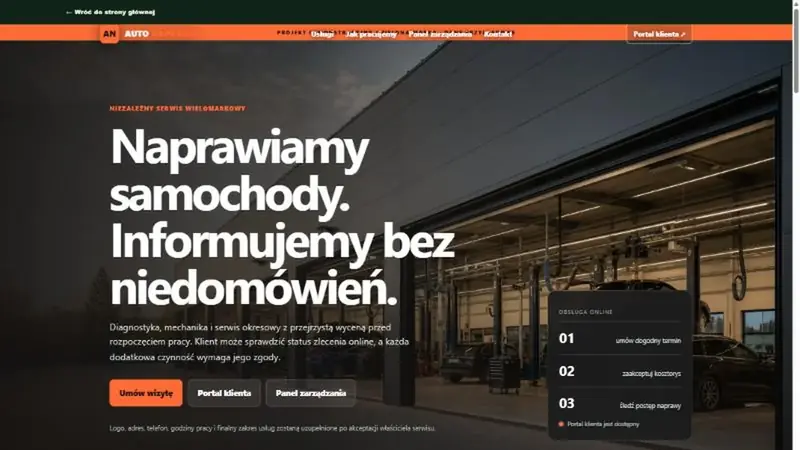 ← Wróć do strony głównej
AN AUTO
PROJEKT
Usługi Jak pracujemy Panel zarządzania Kontakt
Portal klienta ↗
NIEZALEŻNY SERWIS WIELOMARKOWY
Naprawiamy
samochody.
Informujemy bez
niedomówień.
Diagnostyka, mechanika i serwis okresowy z przejrzystą wyceną przed
rozpoczęciem pracy. Klient może sprawdzić status zlecenia online, a każda
dodatkowa czynność wymaga jego zgody.
Umów wizytę Portal klienta Panel zarządzania
Logo, adres, telefon, godziny pracy i finalny zakres usług zostaną uzupełnione po akceptacji właściciela serwisu.
OBSŁUGA ONLINE
01 umów dogodny termin
02 zaakceptuj kosztorys
03 śledź postęp naprawy
Portal klienta jest dostępny